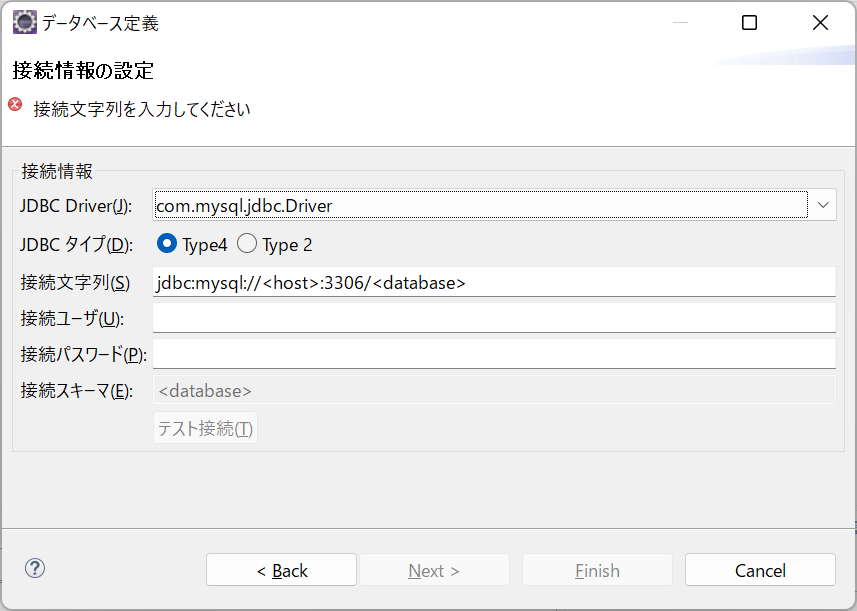 データベース定義
接続情報の設定
接続文字列を入力してください
接続情報
JDBC Driver(J): com.mysql.jdbc.Driver
JDBC タイプ(D): Type4 Type 2
接続文字列(S) jdbc:mysql://<host>:3306/<database>
接続ユーザ(U):
接続パスワード(P):
接続スキーマ(E): <database>
テスト接続(T)
< Back Next > Finish Cancel